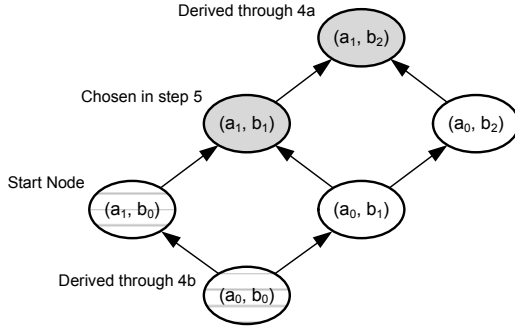 Derived through 4a
(a1, b2)
Chosen in step 5
(a1, b1)
(a0, b2)
Start Node
(a1, b0)
(a0, b1)
Derived through 4b
(a0, b0)